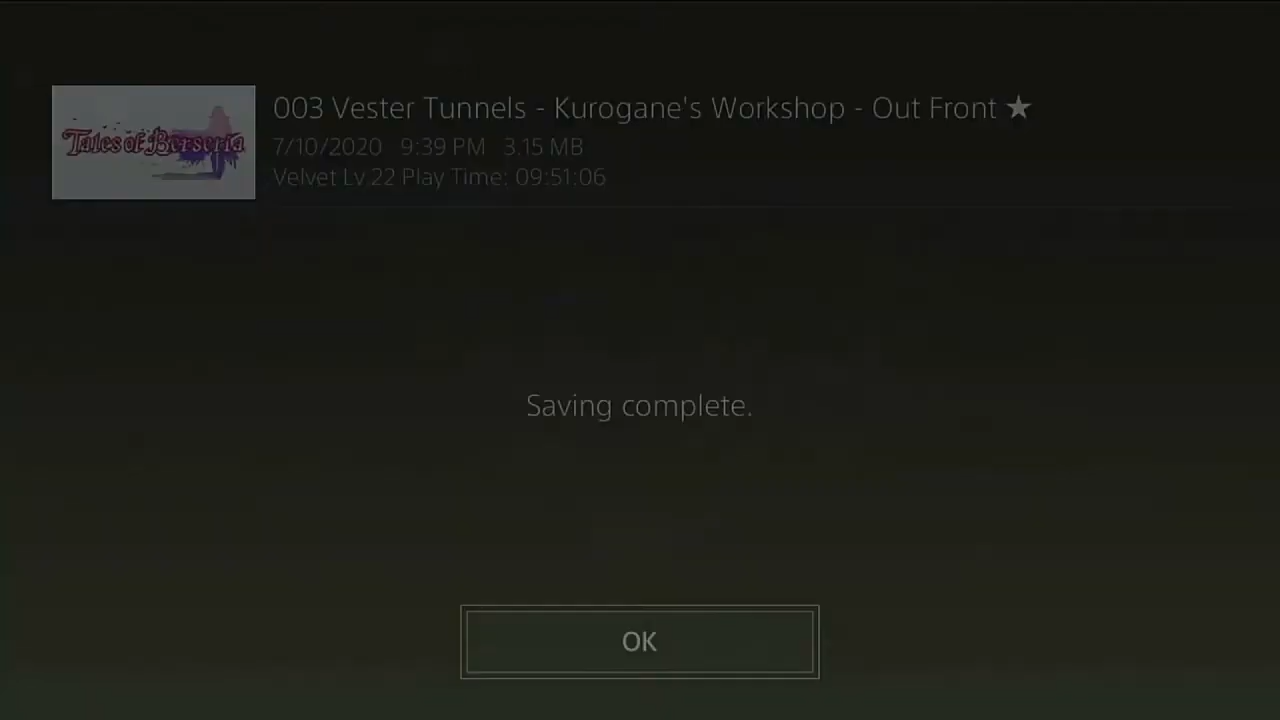 Tales of Berseria
003 Vester Tunnels - Kurogane's Workshop - Out Front ★
7/10/2020 9:39 PM 3.15 MB
Velvet Lv.22 Play Time: 09:51:06
Saving complete.
OK